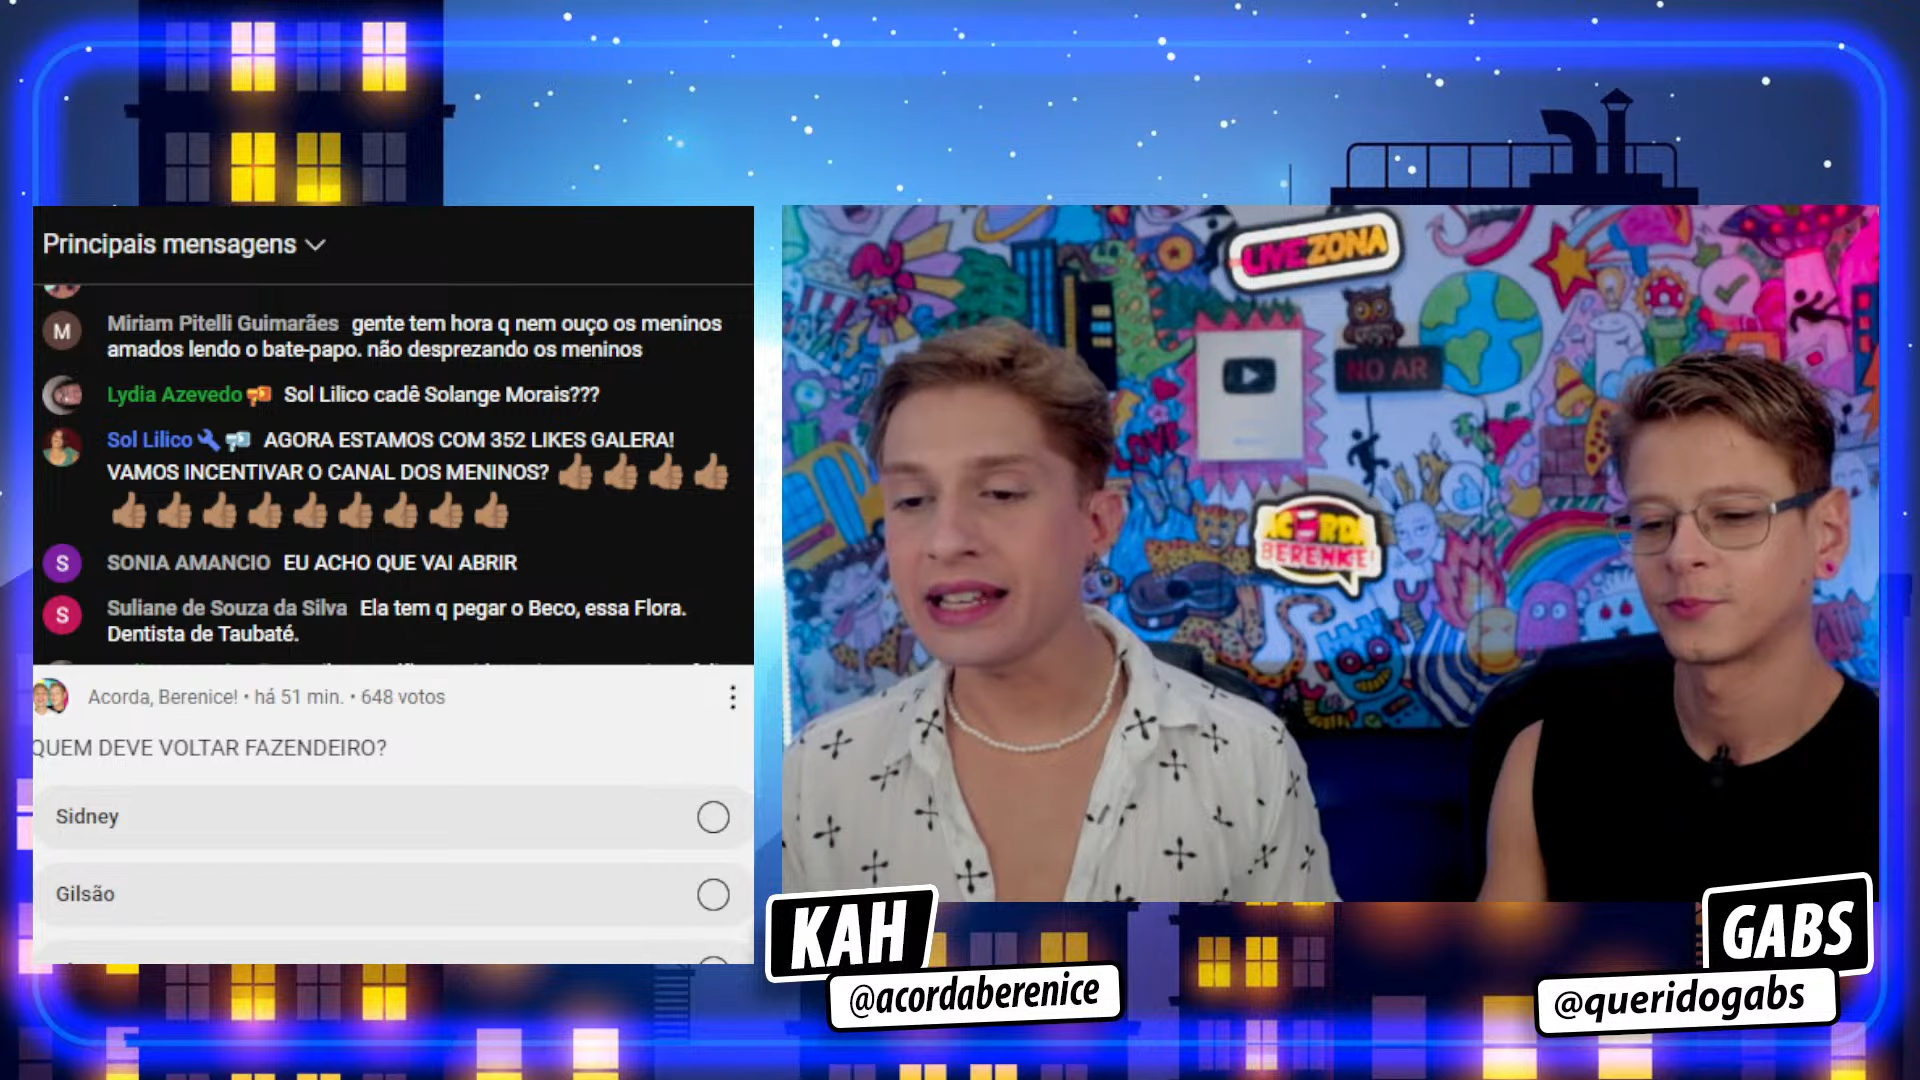 Principais mensagens
M
Miriam Pitelli Guimarães gente tem hora q nem ouço os meninos
amados lendo o bate-papo. não desprezando os meninos
Lydia Azevedo Sol Lilico cadê Solange Morais???
Sol Lilico AGORA ESTAMOS COM 352 LIKES GALERA!
VAMOS INCENTIVAR O CANAL DOS MENINOS?
S
SONIA AMANCIO EU ACHO QUE VAI ABRIR
S
Suliane de Souza da Silva Ela tem q pegar o Beco, essa Flora.
Dentista de Taubaté.
Acorda, Berenice! • há 51 min. • 648 votos
QUEM DEVE VOLTAR FAZENDEIRO?
Sidney
Gilsão
LIVEZONA
NO AR
LOVE
ACORDA
BERENICE!
KAH
@acordaberenice
GABS
@queridogabs